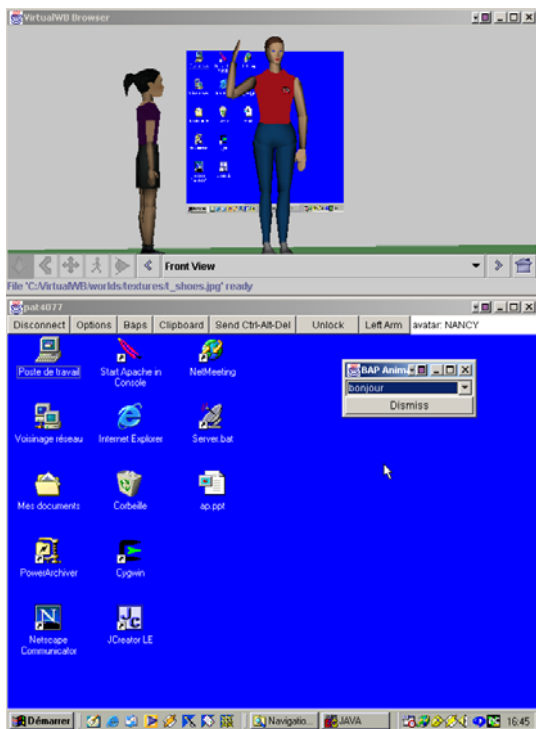 VirtualWB Browser
Front View
File 'C:/VirtualWB/worlds/textures/t_shoes.jpg' ready
pat4077
Disconnect Options Baps Clipboard Send Ctrl-Alt-Del Unlock Left Arm avatar: NANCY
Poste de travail
Start Apache in
Console
NetMeeting
BAP Anima
bonjour
Dismiss
Voisinage réseau
Internet Explorer
Server.bat
Mes documents
Corbeille
ap.ppt
PowerArchiver
Cygwin
Netscape
Communicator
JCreator LE
Démarrer Navigatio... JAVA 16:45